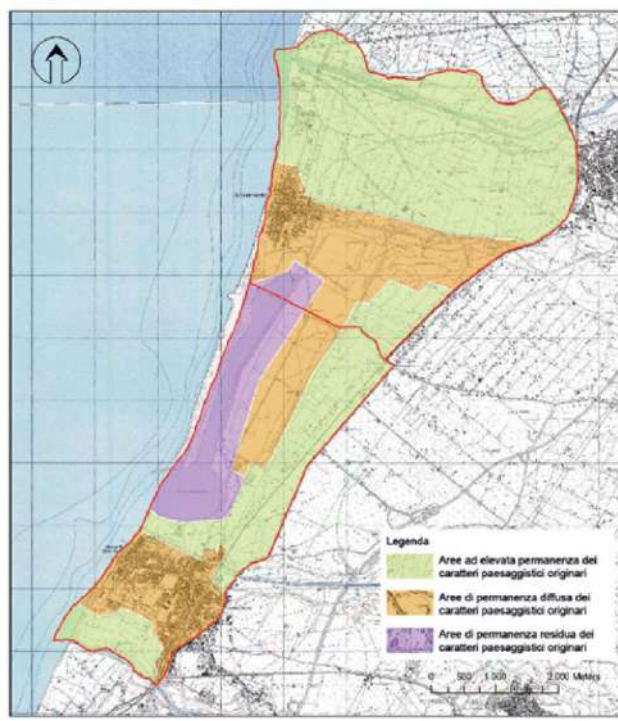 Legenda
Aree ad elevata permanenza dei
caratteri paesaggistici originari
Aree di permanenza diffusa dei
caratteri paesaggistici originari
Aree di permanenza residua dei
caratteri paesaggistici originari
0 500 1.000 2.000 Meters